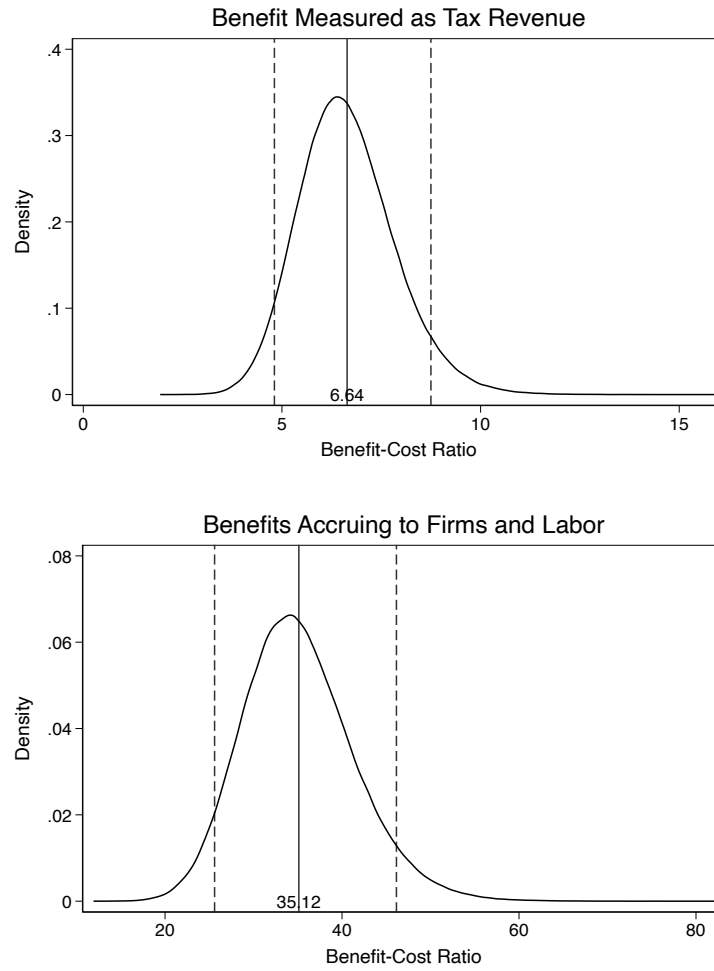 Benefit Measured as Tax Revenue
.4
.3
.2
.1
0
Density
6.64
0 5 10 15
Benefit-Cost Ratio
Benefits Accruing to Firms and Labor
.08
.06
.04
.02
0
Density
35.12
20 40 60 80
Benefit-Cost Ratio